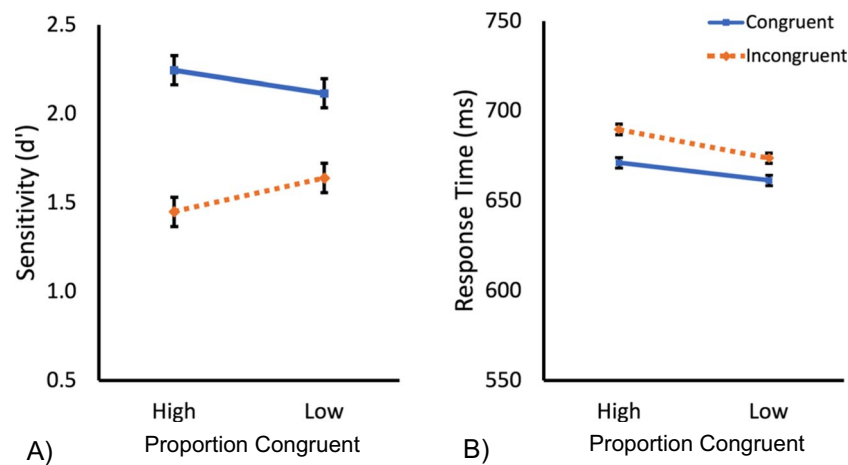 2.5
2.0
1.5
1.0
0.5
Sensitivity (d')
High Low
Proportion Congruent
A)
750
700
650
600
550
Response Time (ms)
Congruent
Incongruent
High Low
Proportion Congruent
B)